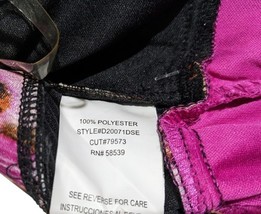 100% POLYESTER
STYLE#D20071DSE
CUT#79573
RN# 58539
SEE REVERSE FOR CARE